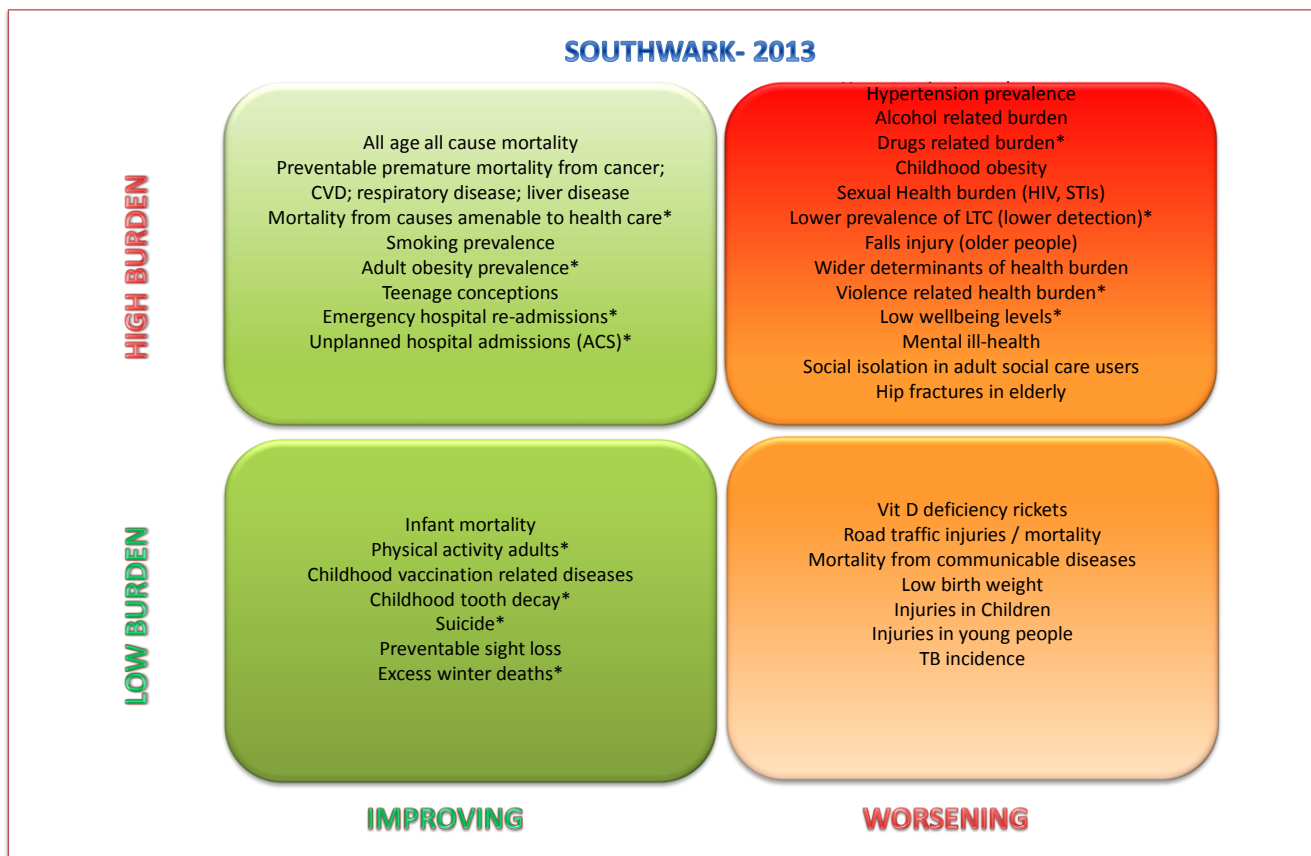 SOUTHWARK- 2013
HIGH BURDEN
All age all cause mortality
Preventable premature mortality from cancer;
CVD; respiratory disease; liver disease
Mortality from causes amenable to health care*
Smoking prevalence
Adult obesity prevalence*
Teenage conceptions
Emergency hospital re-admissions*
Unplanned hospital admissions (ACS)*
Hypertension prevalence
Alcohol related burden
Drugs related burden*
Childhood obesity
Sexual Health burden (HIV, STIs)
Lower prevalence of LTC (lower detection)*
Falls injury (older people)
Wider determinants of health burden
Violence related health burden*
Low wellbeing levels*
Mental ill-health
Social isolation in adult social care users
Hip fractures in elderly
LOW BURDEN
Infant mortality
Physical activity adults*
Childhood vaccination related diseases
Childhood tooth decay*
Suicide*
Preventable sight loss
Excess winter deaths*
Vit D deficiency rickets
Road traffic injuries / mortality
Mortality from communicable diseases
Low birth weight
Injuries in Children
Injuries in young people
TB incidence
IMPROVING
WORSENING